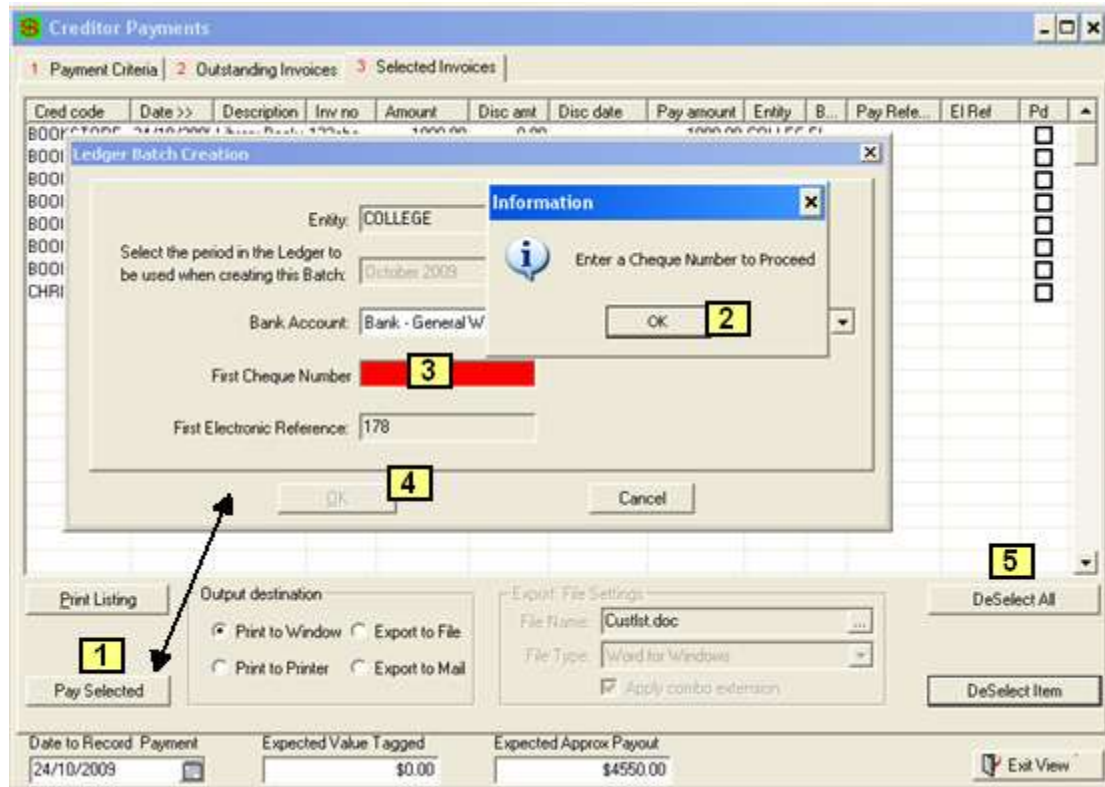 Creditor Payments
1 Payment Criteria 2 Outstanding Invoices 3 Selected Invoices
Cred code Date >> Description Inv no Amount Disc amt Disc date Pay amount Entity B... Pay Refe... El Ref Pd
Ledger Batch Creation
BOOI
BOOI
BOOI
BOOI
BOOI
BOOI
CHRI
Entity: COLLEGE
Select the period in the Ledger to
be used when creating this Batch: October 2009
Bank Account: Bank - General W
First Cheque Number 3
First Electronic Reference: 178
OK 4 Cancel
Information
Enter a Cheque Number to Proceed
OK 2
5
Print Listing Output destination Export File Settings DeSelect All
Print to Window Export to File File Name: Custlst.doc ...
1 Print to Printer Export to Mail File Type: Word for Windows
Pay Selected Apply combo extension DeSelect Item
Date to Record Payment Expected Value Tagged Expected Approx Payout
24/10/2009 $0.00 $4550.00 Exit View